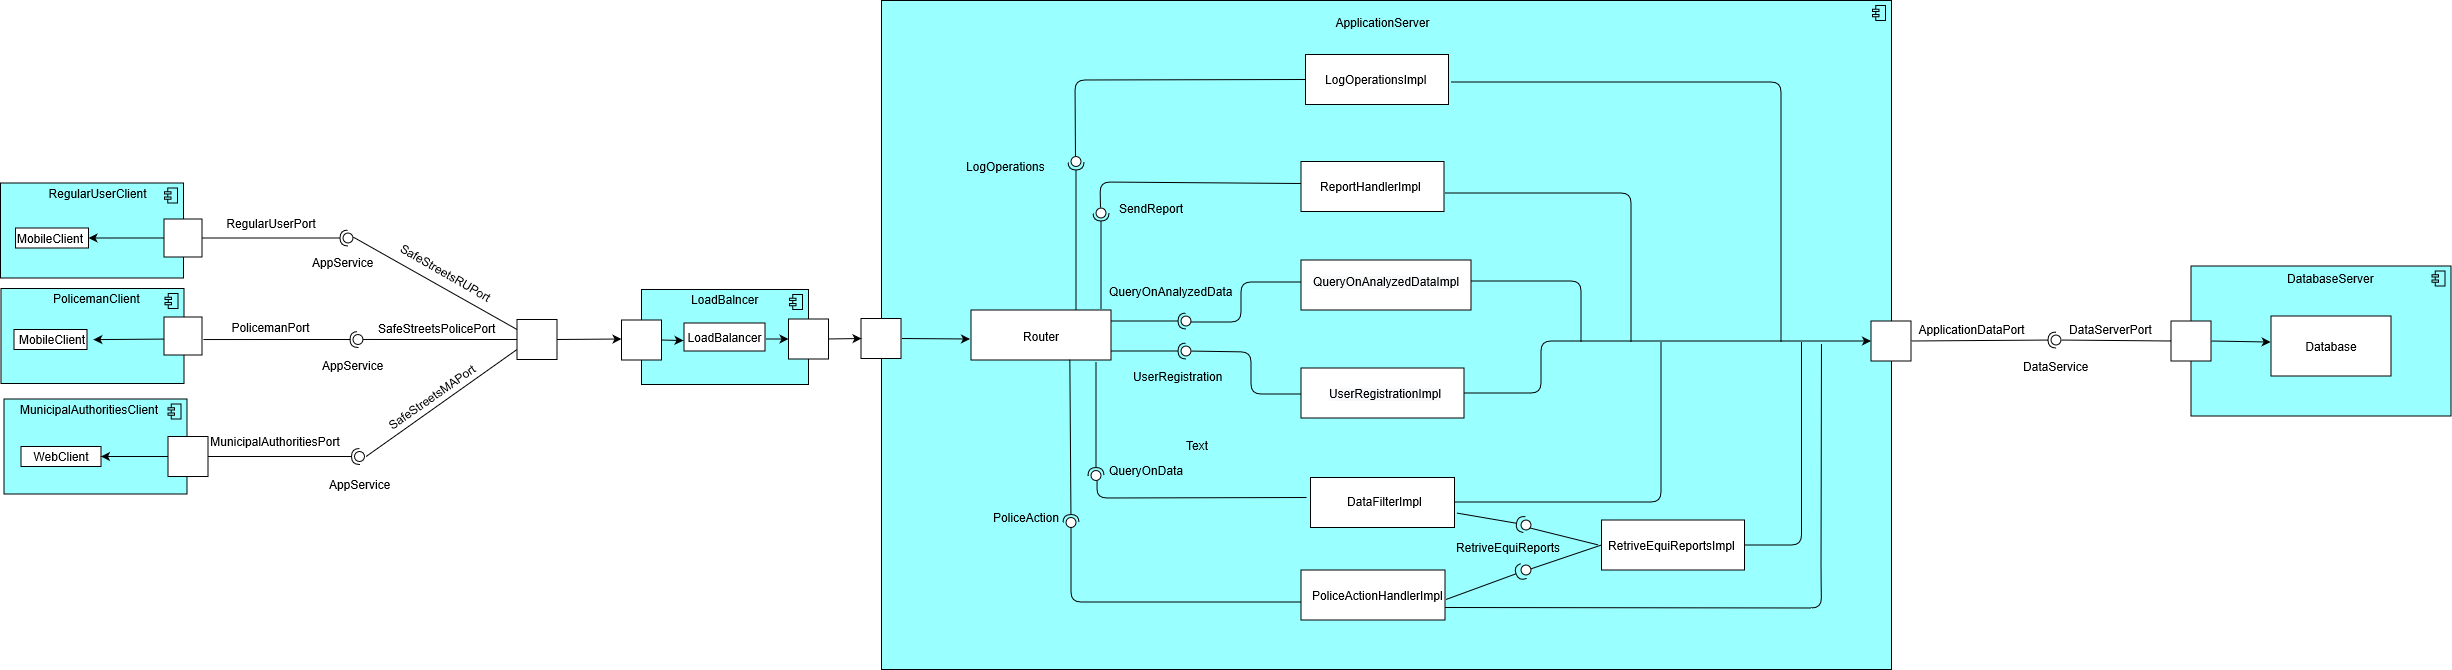 RegularUserClient
MobileClient
RegularUserPort
AppService
SafeStreetsRUPort
PolicemanClient
MobileClient
PolicemanPort
AppService
SafeStreetsPolicePort
MunicipalAuthoritiesClient
WebClient
MunicipalAuthoritiesPort
AppService
SafeStreetsMAPort
LoadBalncer
LoadBalancer
ApplicationServer
LogOperationsImpl
LogOperations
ReportHandlerImpl
SendReport
QueryOnAnalyzedData
QueryOnAnalyzedDataImpl
Router
UserRegistration
UserRegistrationImpl
Text
QueryOnData
DataFilterImpl
PoliceAction
RetriveEquiReports
RetriveEquiReportsImpl
PoliceActionHandlerImpl
ApplicationDataPort
DataServerPort
DataService
DatabaseServer
Database